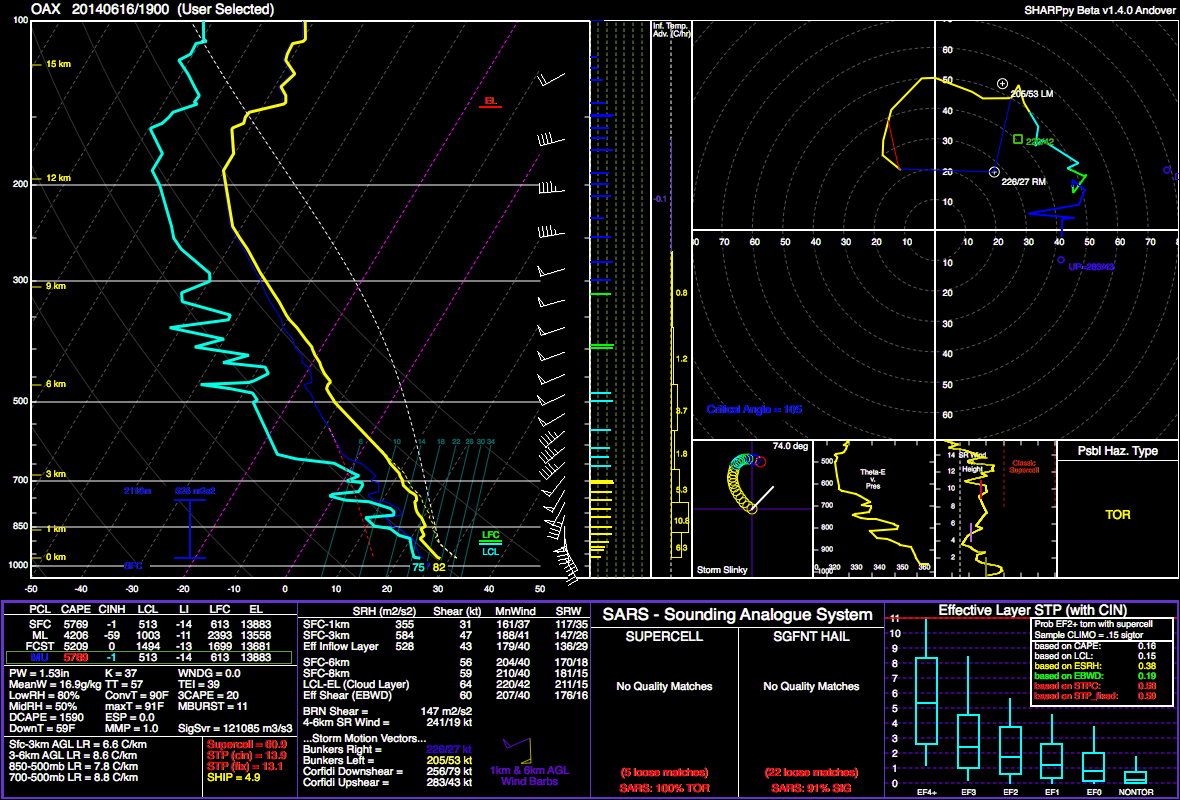 OAX 20140616/1900 (User Selected)
SHARPpy Beta v1.4.0 Andover
100
200
300
500
700
850
1000
15 km
12 km
9 km
6 km
3 km
1 km
0 km
EL
LFC
LCL
6 10 14 18 22 26 30 34
2118m 628 m2s2
SFC
75 82
-50 -40 -30 -20 -10 0 10 20 30 40 50
Inf. Temp.
Adv. (C/hr)
-0.1
0.8
1.2
3.7
1.8
5.3
10.8
6.3
60
50
40
30
20
10
80 70 60 50 40 30 20 10 10 20 30 40 50 60 70 8
10
20
30
40
50
60
205/53 LM
226/27 RM
UP=283/43
Critical Angle = 105
74.0 deg
Storm Slinky
500
600
700
800
900
1000
Theta-E
v.
Pres
320 330 340 350 360
14
12
10
8
6
4
2
SR Wind
v.
Height
Classic
Supercell
Psbl Haz. Type
TOR
PCL CAPE CINH LCL LI LFC EL
SFC 5769 -1 513 -14 613 13883
ML 4206 -59 1003 -11 2393 13558
FCST 5209 0 1494 -13 1699 13681
MU 5769 -1 513 -14 613 13883
PW = 1.53in K = 37 WNDG = 0.0
MeanW = 16.9g/kg TT = 57 TEI = 39
LowRH = 80% ConvT = 90F 3CAPE = 20
MidRH = 50% maxT = 91F MBURST = 11
DCAPE = 1590 ESP = 0.0
DownT = 59F MMP = 1.0 SigSvr = 121085 m3/s3
Sfc-3km AGL LR = 6.6 C/km
3-6km AGL LR = 8.6 C/km
850-500mb LR = 7.8 C/km
700-500mb LR = 8.8 C/km
Supercell = 60.9
STP (cin) = 13.9
STP (fix) = 13.1
SHIP = 4.9
SRH (m2/s2) Shear (kt) MnWind SRW
SFC-1km 355 31 161/37 117/35
SFC-3km 584 47 188/41 147/26
Eff Inflow Layer 528 43 179/40 136/29
SFC-6km 56 204/40 170/18
SFC-8km 59 210/40 181/15
LCL-EL (Cloud Layer) 64 220/42 211/15
Eff Shear (EBWD) 60 207/40 176/16
BRN Shear = 147 m2/s2
4-6km SR Wind = 241/19 kt
...Storm Motion Vectors...
Bunkers Right = 226/27 kt
Bunkers Left = 205/53 kt
Corfidi Downshear = 256/79 kt
Corfidi Upshear = 283/43 kt
1km & 6km AGL
Wind Barbs
SARS - Sounding Analogue System
SUPERCELL SGFNT HAIL
No Quality Matches No Quality Matches
(5 loose matches) (22 loose matches)
SARS: 100% TOR SARS: 91% SIG
Effective Layer STP (with CIN)
11
10
9
8
7
6
5
4
3
2
1
0
Prob EF2+ torn with supercell
Sample CLIMO = .15 sigtor
based on CAPE: 0.16
based on LCL: 0.15
based on ESRH: 0.38
based on EBWD: 0.19
based on STPC: 0.58
based on STP_fixed: 0.59
EF4+ EF3 EF2 EF1 EF0 NONTOR